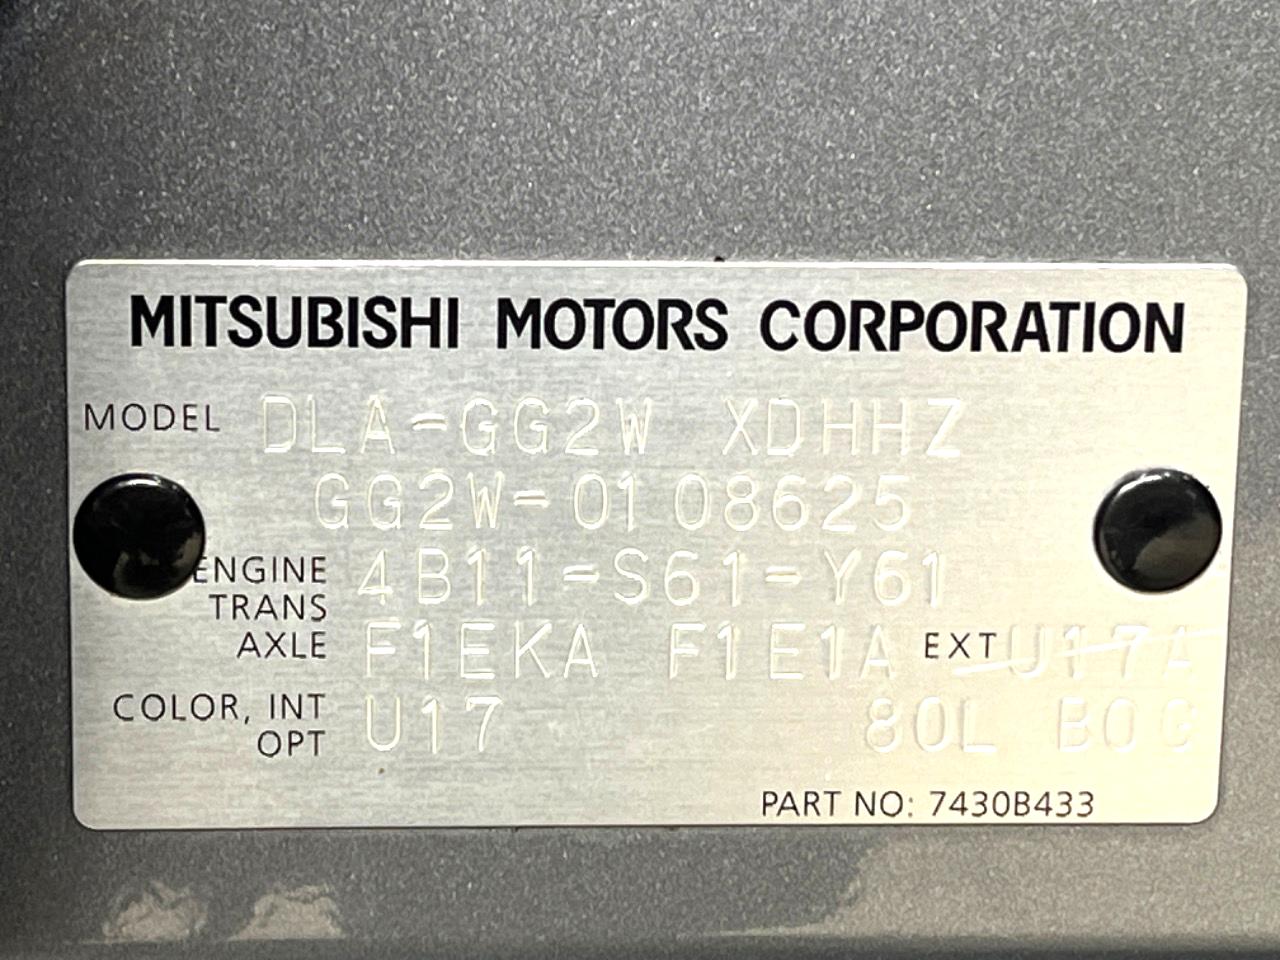 MITSUBISHI MOTORS CORPORATION
MODEL DLA-GG2W XDHHZ
GG2W-0108625
ENGINE 4B11-S61-Y61
TRANS
AXLE F1EKA F1E1A EXT U17A
COLOR, INT U17 80L B0G
OPT
PART NO: 7430B433